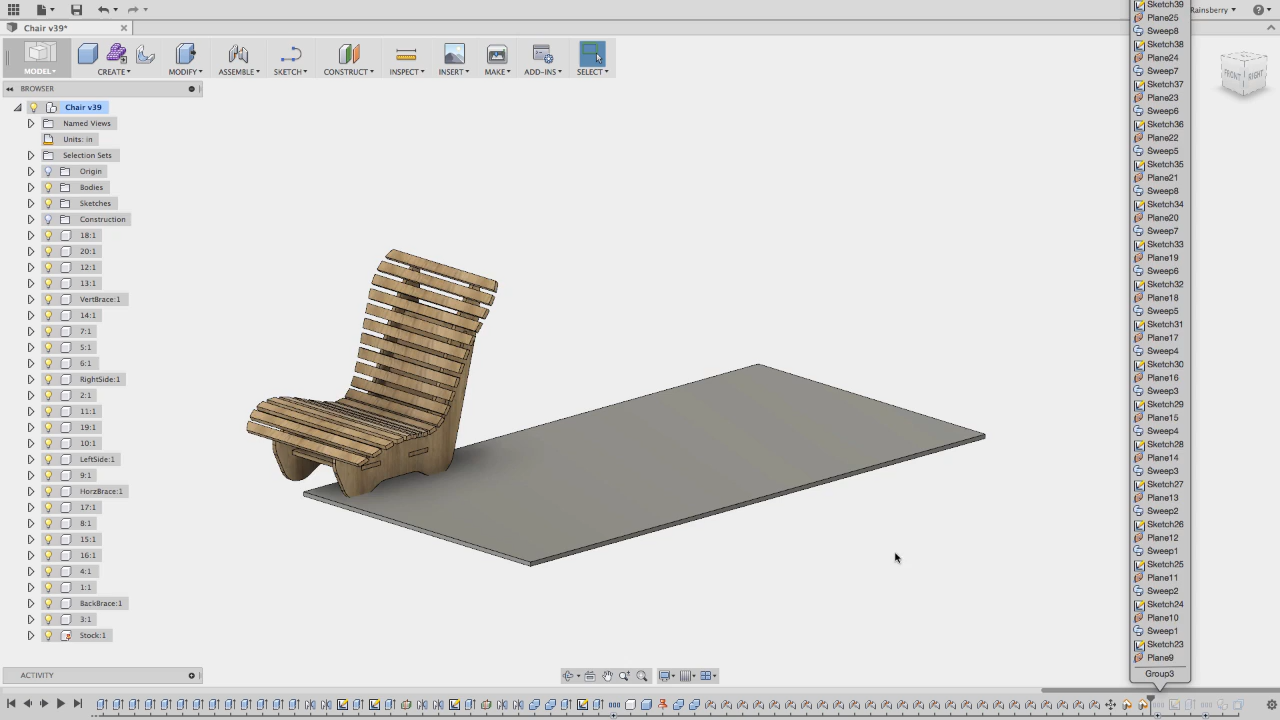 Rainsberry
Chair v39*
MODEL
CREATE
MODIFY
ASSEMBLE
SKETCH
CONSTRUCT
INSPECT
INSERT
MAKE
ADD-INS
SELECT
FRONT
RIGHT
BROWSER
Chair v39
Named Views
Units: in
Selection Sets
Origin
Bodies
Sketches
Construction
18:1
20:1
12:1
13:1
VertBrace:1
14:1
7:1
5:1
6:1
RightSide:1
2:1
11:1
19:1
10:1
LeftSide:1
9:1
HorzBrace:1
17:1
8:1
15:1
16:1
4:1
1:1
BackBrace:1
3:1
Stock:1
ACTIVITY
Sketch39
Plane25
Sweep8
Sketch38
Plane24
Sweep7
Sketch37
Plane23
Sweep6
Sketch36
Plane22
Sweep5
Sketch35
Plane21
Sweep8
Sketch34
Plane20
Sweep7
Sketch33
Plane19
Sweep6
Sketch32
Plane18
Sweep5
Sketch31
Plane17
Sweep4
Sketch30
Plane16
Sweep3
Sketch29
Plane15
Sweep4
Sketch28
Plane14
Sweep3
Sketch27
Plane13
Sweep2
Sketch26
Plane12
Sweep1
Sketch25
Plane11
Sweep2
Sketch24
Plane10
Sweep1
Sketch23
Plane9
Group3